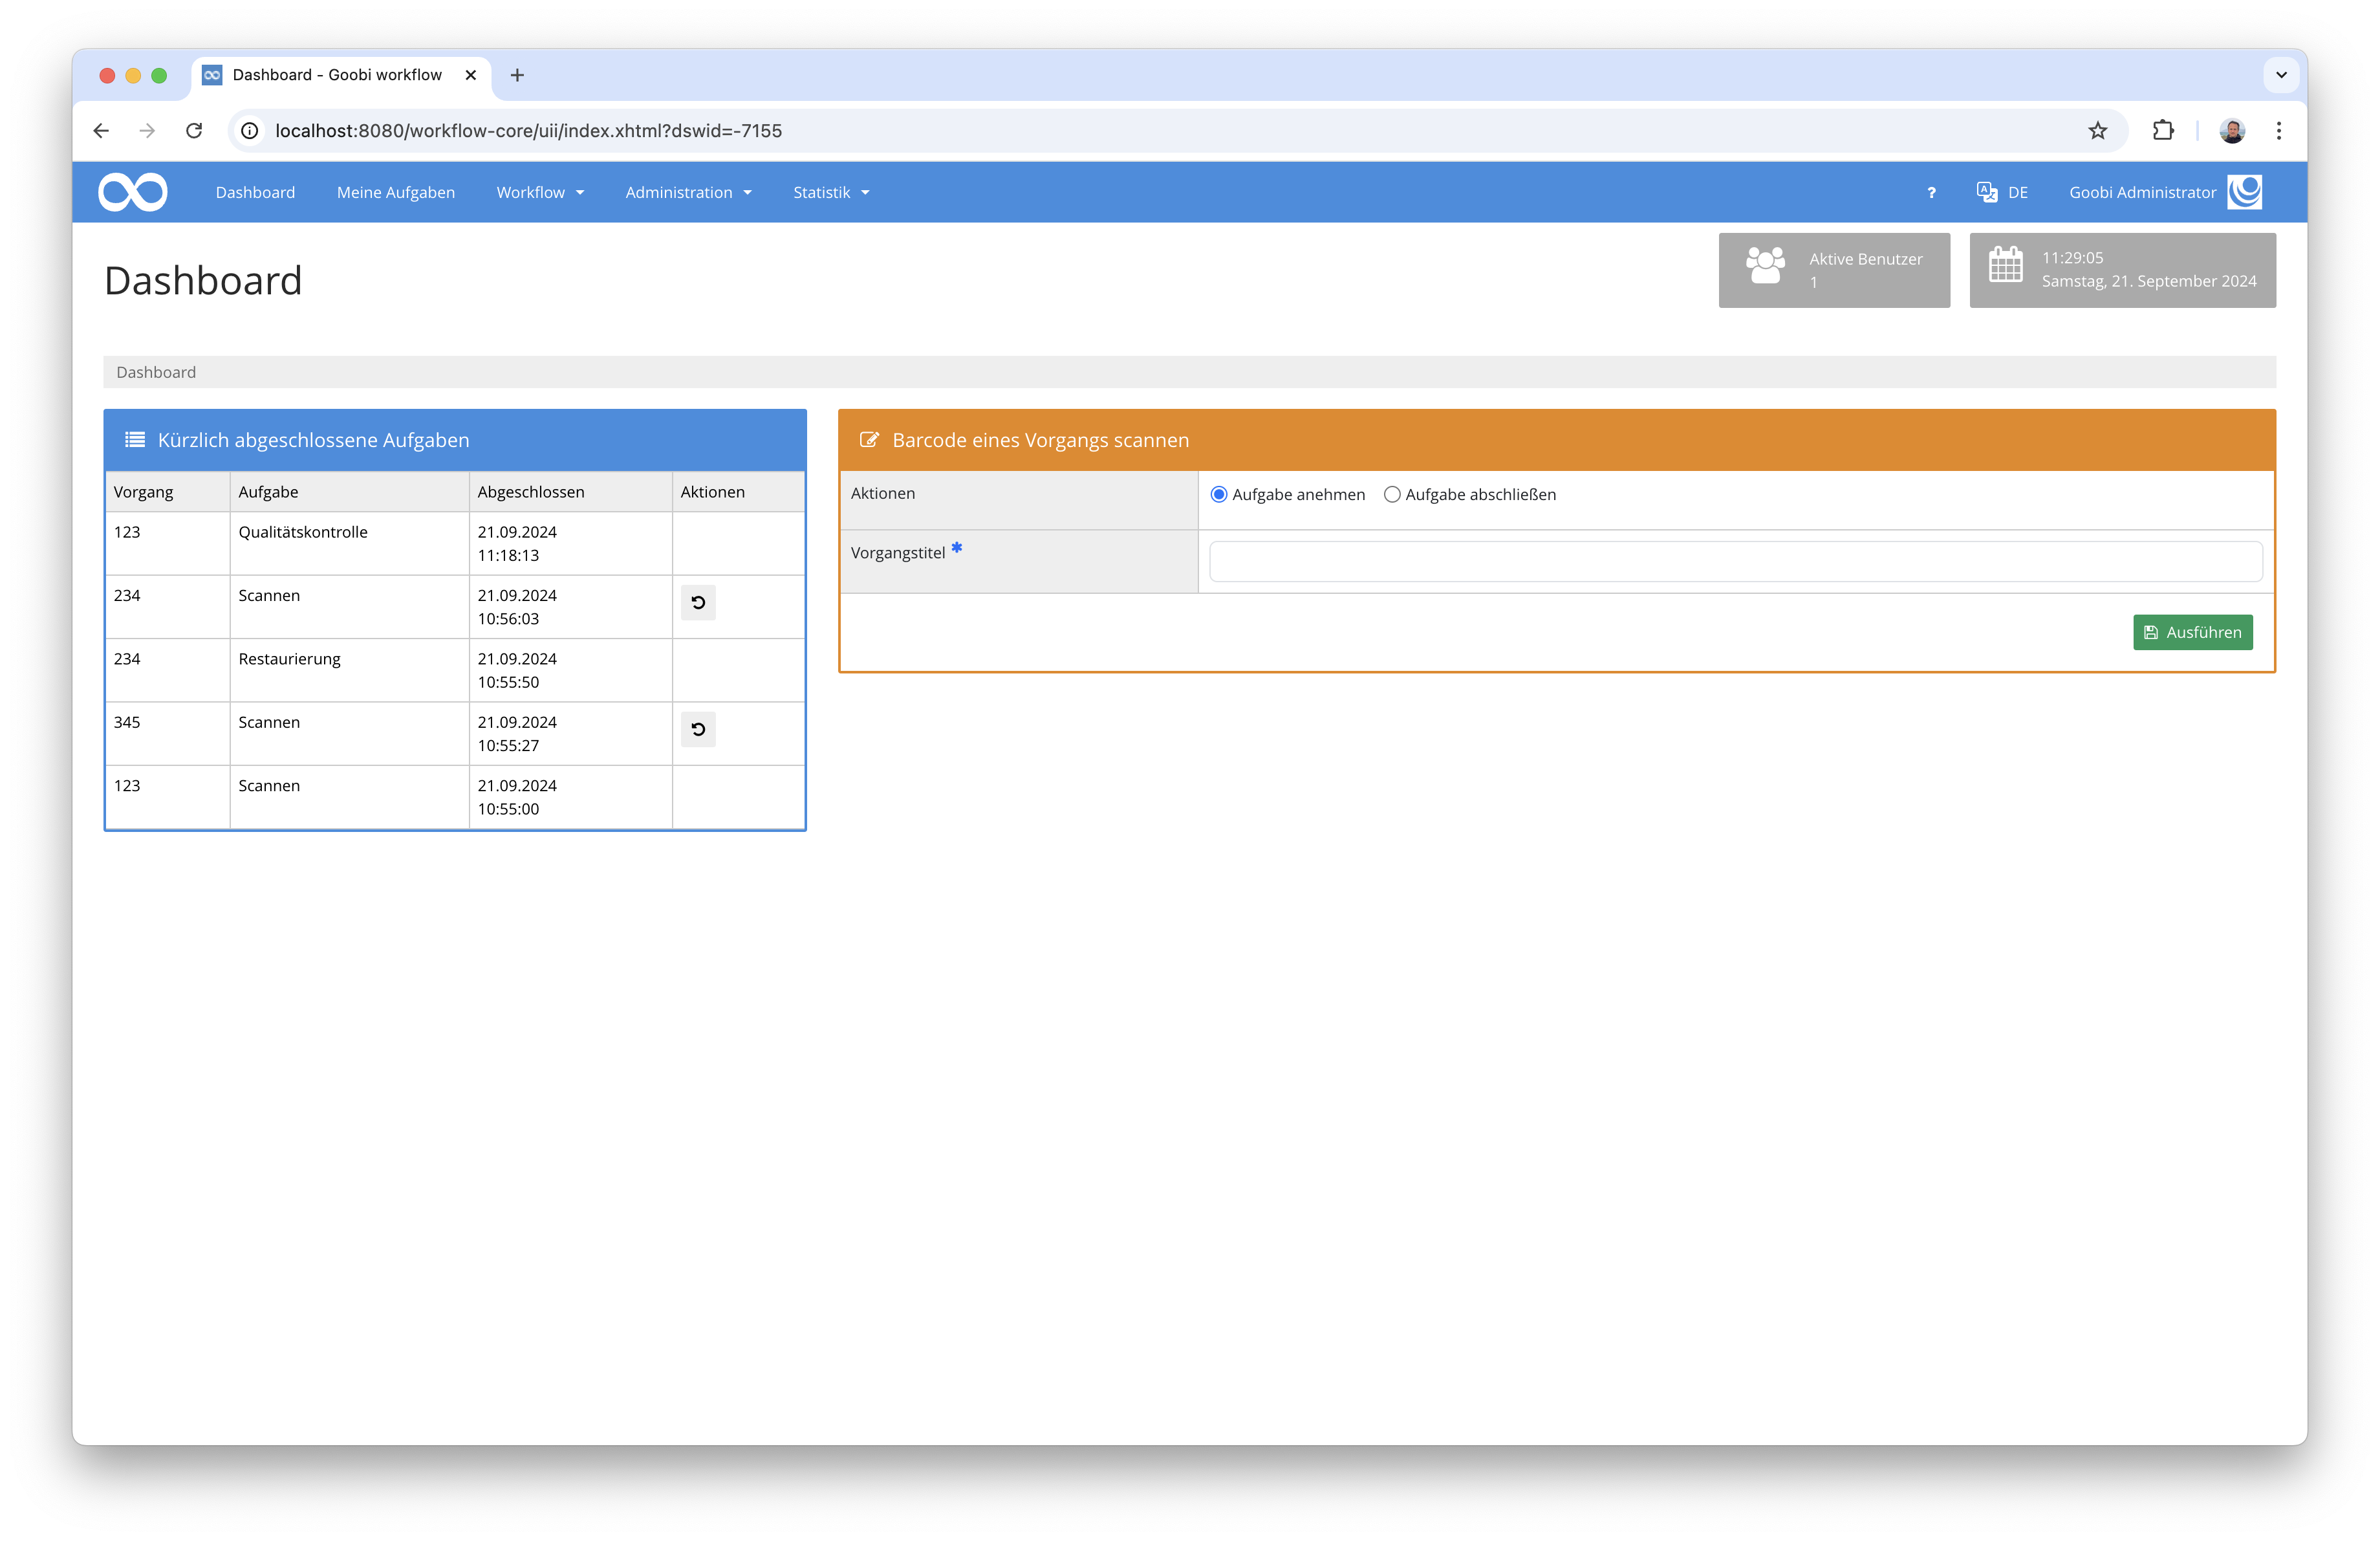 Dashboard - Goobi workflow
localhost:8080/workflow-core/uii/index.xhtml?dswid=-7155
Dashboard Meine Aufgaben Workflow Administration Statistik ? DE Goobi Administrator
Dashboard
Aktive Benutzer
1
11:29:05
Samstag, 21. September 2024
Dashboard
Kürzlich abgeschlossene Aufgaben
Vorgang Aufgabe Abgeschlossen Aktionen
123 Qualitätskontrolle 21.09.2024
11:18:13
234 Scannen 21.09.2024
10:56:03
234 Restaurierung 21.09.2024
10:55:50
345 Scannen 21.09.2024
10:55:27
123 Scannen 21.09.2024
10:55:00
Barcode eines Vorgangs scannen
Aktionen Aufgabe anehmen Aufgabe abschließen
Vorgangstitel *
Ausführen